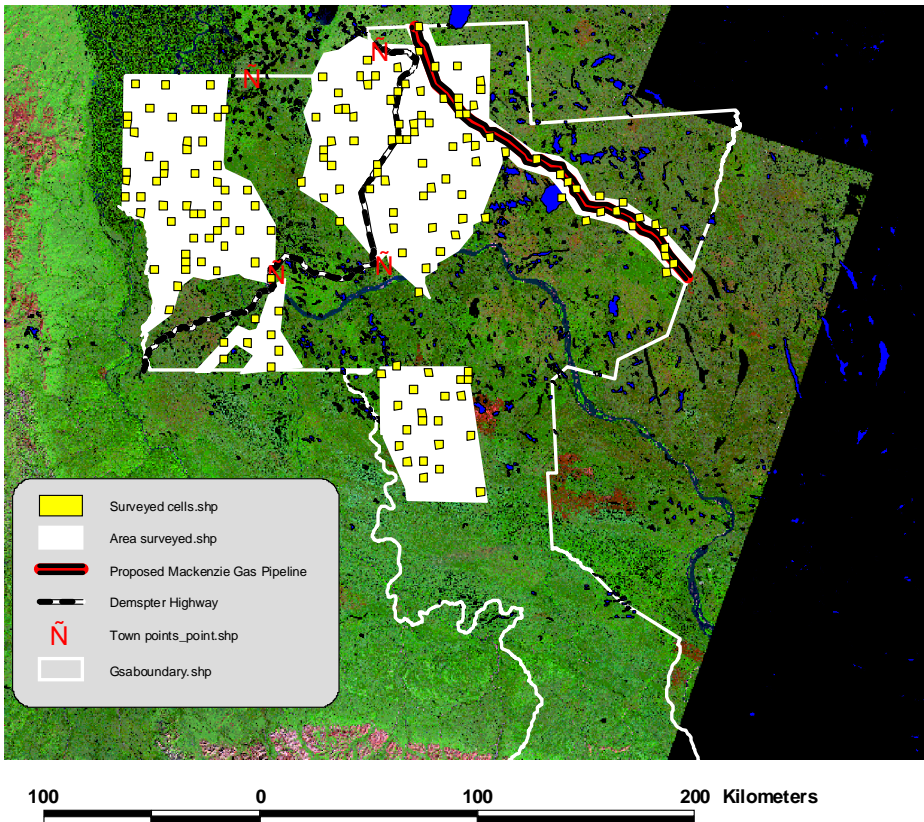 Ñ
Ñ
Ñ
Ñ
Surveyed cells.shp
Area surveyed.shp
Proposed Mackenzie Gas Pipeline
Demspter Highway
Ñ Town points_point.shp
Gsaboundary.shp
100 0 100 200 Kilometers